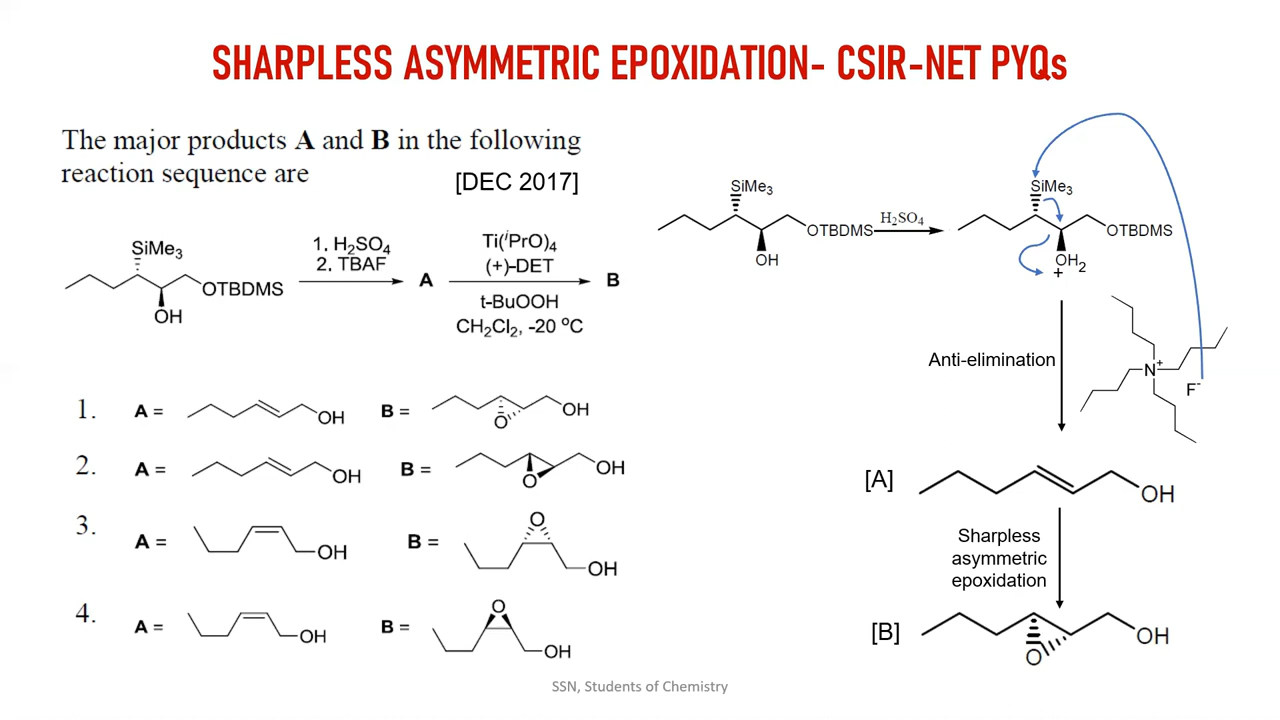 SHARPLESS ASYMMETRIC EPOXIDATION- CSIR-NET PYQs
The major products A and B in the following
reaction sequence are
[DEC 2017]
SiMe3
OTBDMS
OH
1. H2SO4
2. TBAF
A
Ti(iPrO)4
(+)-DET
t-BuOOH
CH2Cl2, -20 oC
B
1.
A =
OH
B =
O
OH
2.
A =
OH
B =
O
OH
3.
A =
OH
B =
O
OH
4.
A =
OH
B =
O
OH
SiMe3
OTBDMS
OH
H2SO4
SiMe3
OTBDMS
OH2
+
Anti-elimination
N+
F-
[A]
OH
Sharpless
asymmetric
epoxidation
[B]
O
OH
SSN, Students of Chemistry